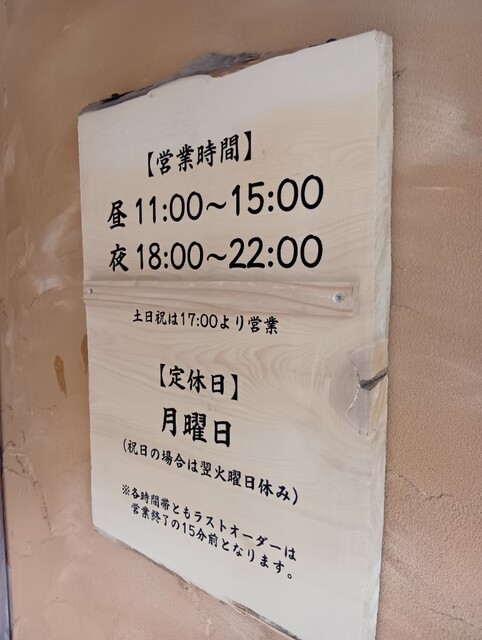 【営業時間】
昼 11:00～15:00
夜 18:00～22:00
土日祝は17:00より営業
【定休日】
月曜日
(祝日の場合は翌火曜日休み)
※各時間帯ともラストオーダーは
営業終了の15分前となります。